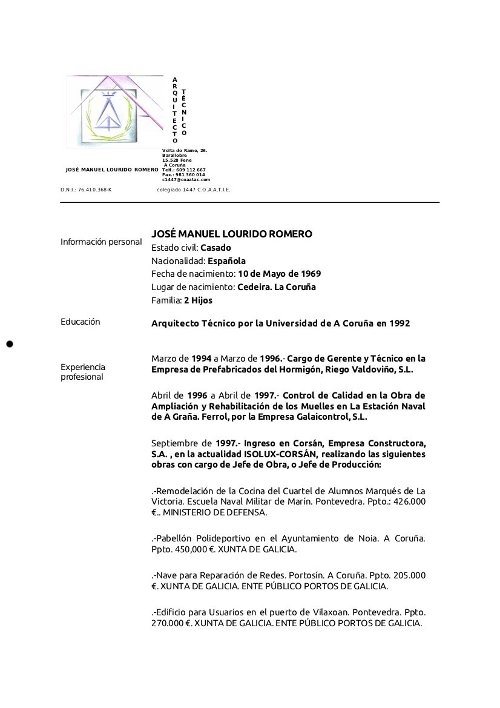 ARQUITECTO
TÉCNICO
Volta do Ramo, 26.
Barallobre
15.528 Fene
A Coruña
JOSÉ MANUEL LOURIDO ROMERO Telf.: 609 112 667
Fax.: 981 360 014
c1447@coaatac.com
D.N.I.: 76.410.368-K colegiado 1447 C.O.A.A.T.I.E.
JOSÉ MANUEL LOURIDO ROMERO
Información personal
Estado civil: Casado
Nacionalidad: Española
Fecha de nacimiento: 10 de Mayo de 1969
Lugar de nacimiento: Cedeira. La Coruña
Familia: 2 Hijos
Educación
Arquitecto Técnico por la Universidad de A Coruña en 1992
Experiencia
profesional
Marzo de 1994 a Marzo de 1996.- Cargo de Gerente y Técnico en la
Empresa de Prefabricados del Hormigón, Riego Valdoviño, S.L.
Abril de 1996 a Abril de 1997.- Control de Calidad en la Obra de
Ampliación y Rehabilitación de los Muelles en La Estación Naval
de A Graña. Ferrol, por la Empresa Galaicontrol, S.L.
Septiembre de 1997.- Ingreso en Corsán, Empresa Constructora,
S.A. , en la actualidad ISOLUX-CORSÁN, realizando las siguientes
obras con cargo de Jefe de Obra, o Jefe de Producción:
.-Remodelación de la Cocina del Cuartel de Alumnos Marqués de La
Victoria. Escuela Naval Militar de Marín. Pontevedra. Ppto.: 426.000
€.. MINISTERIO DE DEFENSA.
.-Pabellón Polideportivo en el Ayuntamiento de Noia. A Coruña.
Ppto. 450,000 €. XUNTA DE GALICIA.
.-Nave para Reparación de Redes. Portosín. A Coruña. Ppto. 205.000
€. XUNTA DE GALICIA. ENTE PÚBLICO PORTOS DE GALICIA.
.-Edificio para Usuarios en el puerto de Vilaxoan. Pontevedra. Ppto.
270.000 €. XUNTA DE GALICIA. ENTE PÚBLICO PORTOS DE GALICIA.